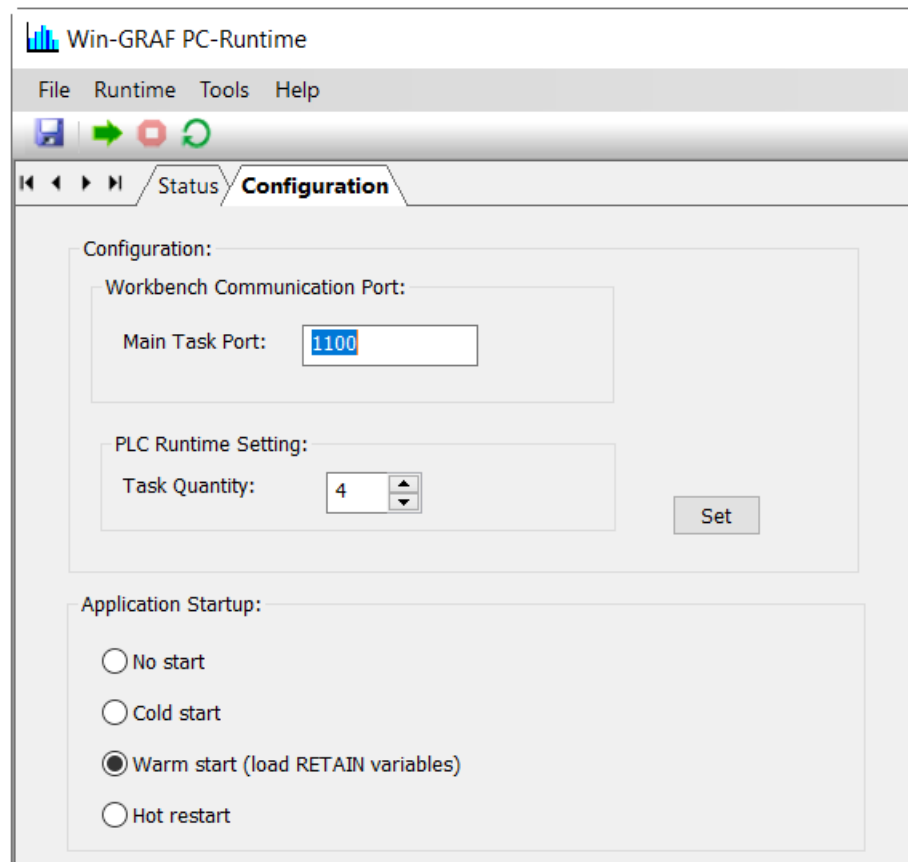 Win-GRAF PC-Runtime
File Runtime Tools Help
Status Configuration
Configuration:
Workbench Communication Port:
Main Task Port: 1100
PLC Runtime Setting:
Task Quantity: 4
Set
Application Startup:
No start
Cold start
Warm start (load RETAIN variables)
Hot restart